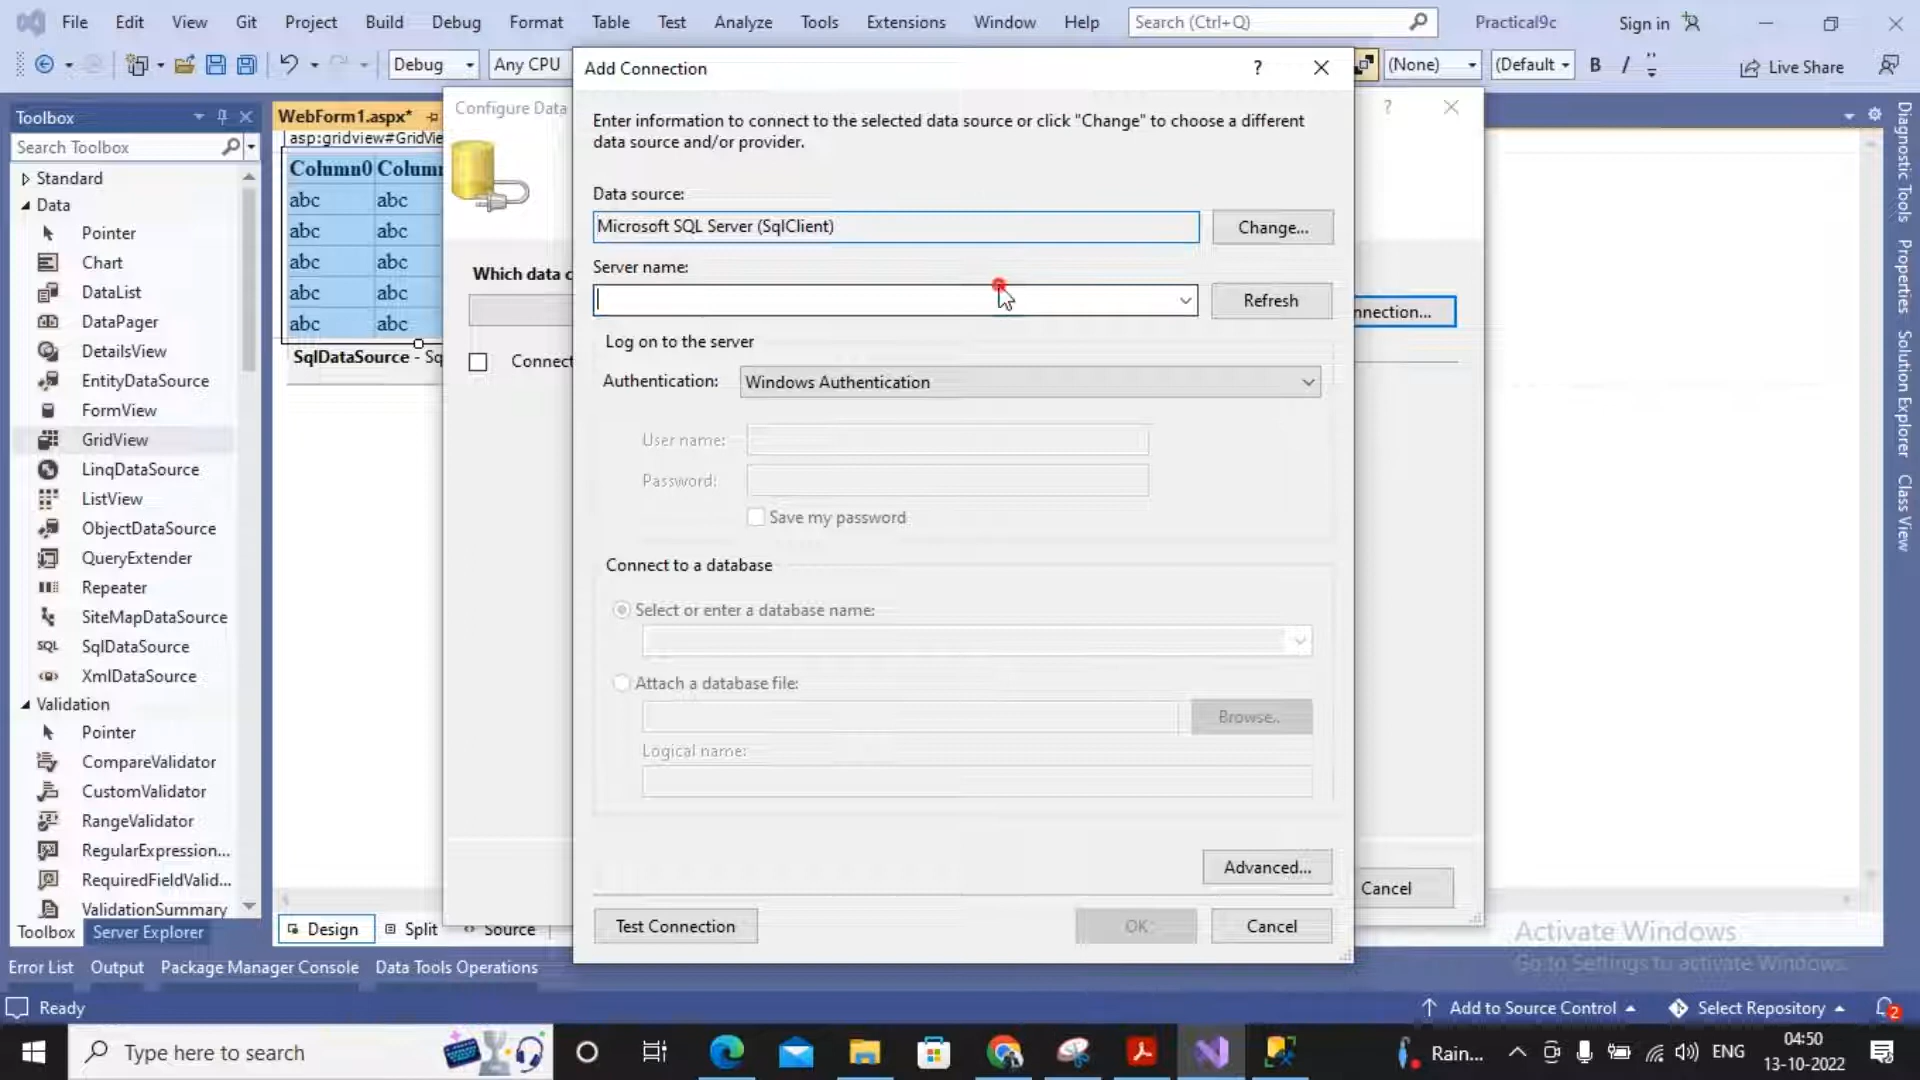 File Edit View Git Project Build Debug Format Table Test Analyze Tools Extensions Window Help Search (Ctrl+Q) Practical9c Sign in
Debug Any CPU (None) (Default Live Share
Toolbox
Search Toolbox
Standard
Data
Pointer
Chart
DataList
DataPager
DetailsView
EntityDataSource
FormView
GridView
LinqDataSource
ListView
ObjectDataSource
QueryExtender
Repeater
SiteMapDataSource
SqlDataSource
XmlDataSource
Validation
Pointer
CompareValidator
CustomValidator
RangeValidator
RegularExpression...
RequiredFieldValid...
ValidationSummary
Toolbox Server Explorer
WebForm1.aspx*
asp:gridview#GridVie
Column0 Column
abc abc
abc abc
abc abc
abc abc
abc abc
SqlDataSource - Sq
Design Split Source
Configure Data
Which data c
nnection...
Connect
Cancel
Add Connection
Enter information to connect to the selected data source or click "Change" to choose a different
data source and/or provider.
Data source:
Microsoft SQL Server (SqlClient) Change...
Server name:
Refresh
Log on to the server
Authentication: Windows Authentication
User name:
Password:
Save my password
Connect to a database
Select or enter a database name:
Attach a database file:
Browse..
Logical name:
Advanced...
Test Connection OK Cancel
Diagnostic Tools
Properties
Solution Explorer
Class View
Activate Windows
Go to Settings to activate Windows.
Error List Output Package Manager Console Data Tools Operations
Ready Add to Source Control Select Repository 2
Type here to search Rain... ENG 04:50
13-10-2022